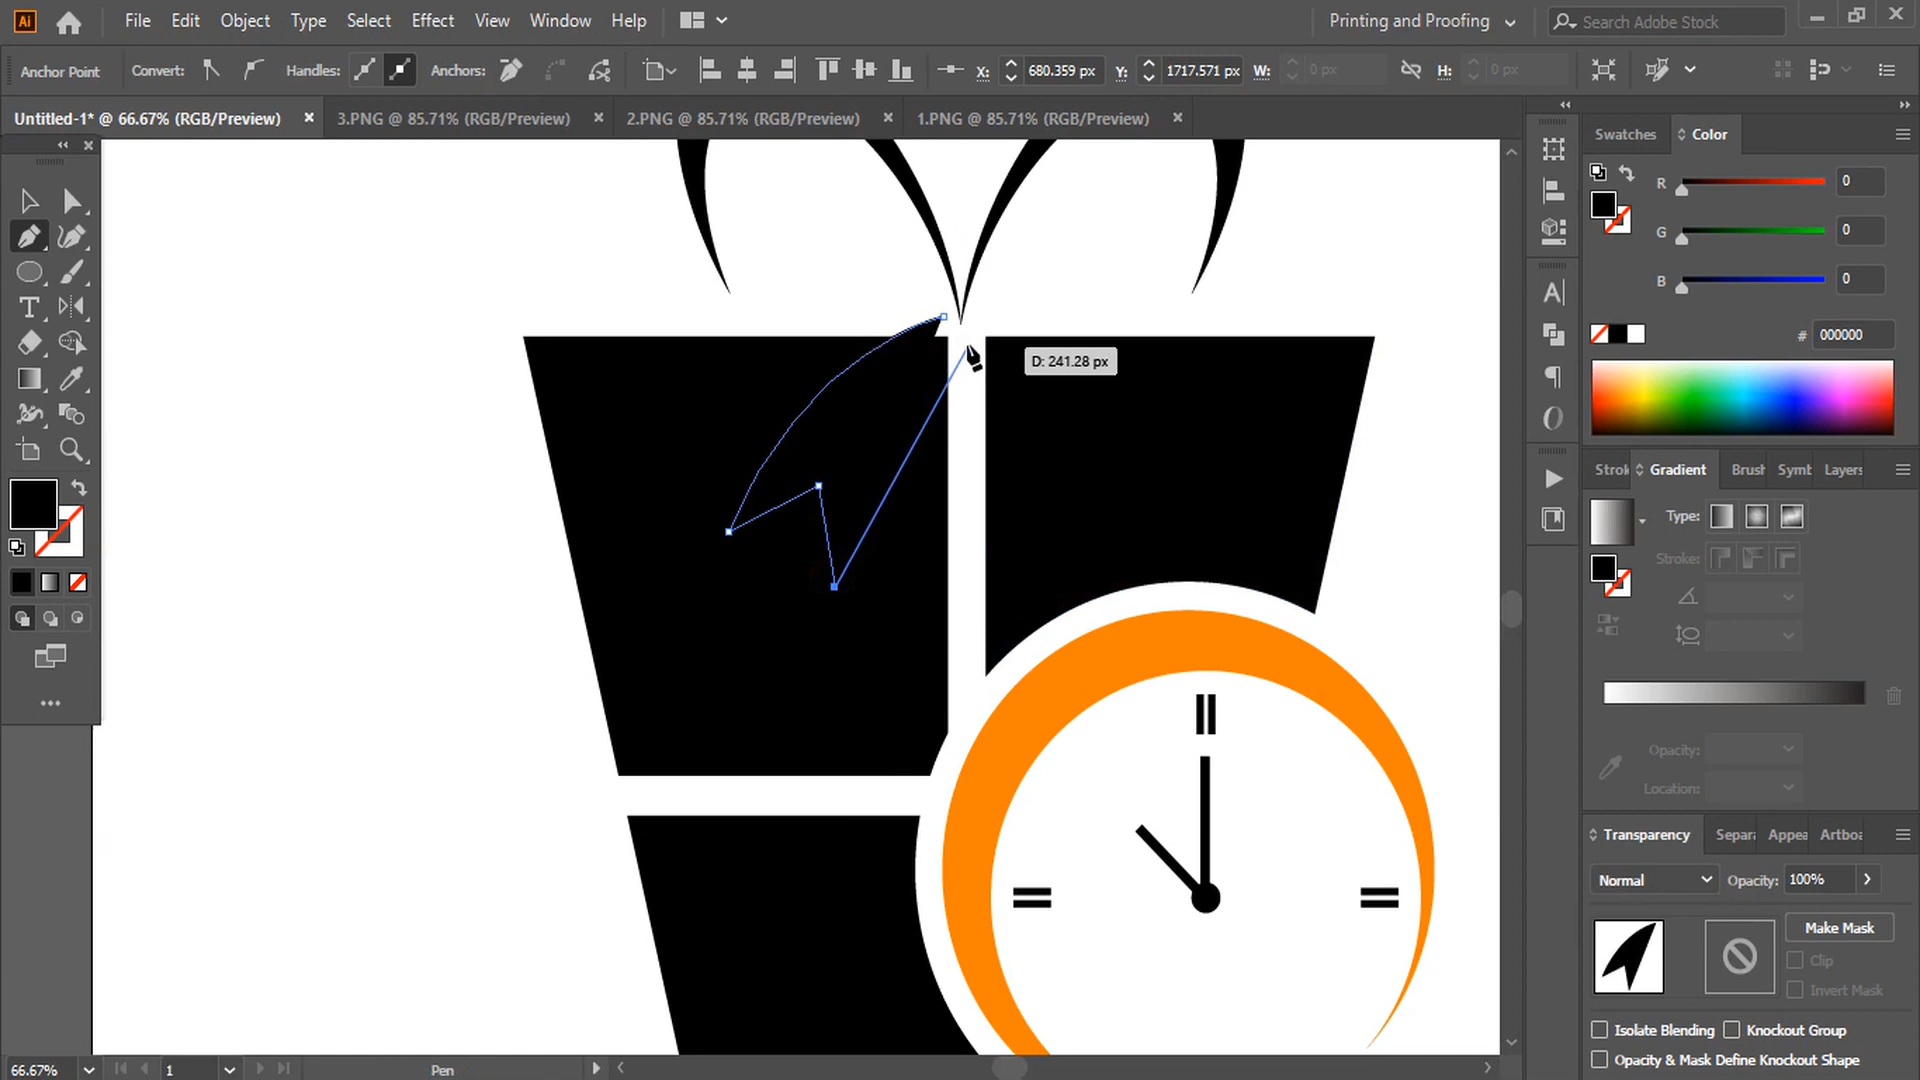 Ai File Edit Object Type Select Effect View Window Help Printing and Proofing Search Adobe Stock
Anchor Point Convert: Handles: Anchors: X: 680.359 px Y: 1717.571 px W: 0 px H: 0 px
Untitled-1* @ 66.67% (RGB/Preview) × 3.PNG @ 85.71% (RGB/Preview) × 2.PNG @ 85.71% (RGB/Preview) × 1.PNG @ 85.71% (RGB/Preview) ×
Swatches Color
R 0
G 0
B 0
# 000000
D: 241.28 px
Strok Gradient Brush Symb Layers
Type:
Stroke:
Opacity:
Location:
Transparency Separ Appea Artboa
Normal Opacity: 100%
Make Mask
Clip
Invert Mask
Isolate Blending Knockout Group
Opacity & Mask Define Knockout Shape
66.67% 1 Pen